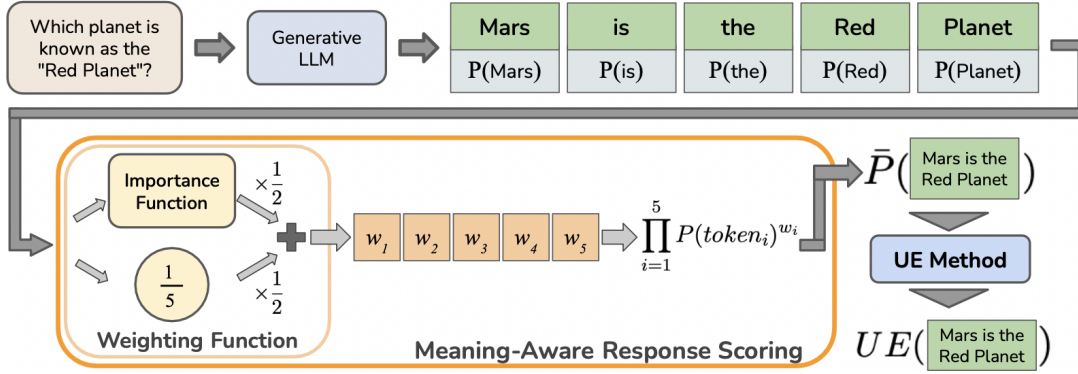 Which planet is
known as the
"Red Planet"?
Generative
LLM
Mars is the Red Planet
P(Mars) P(is) P(the) P(Red) P(Planet)
Importance
Function
×1/2
1/5
×1/2
Weighting Function
w₁ w₂ w₃ w₄ w₅
5
∏ P(token_i)^{w_i}
i=1
Meaning-Aware Response Scoring
P̄(Mars is the
Red Planet)
UE Method
UE(Mars is the
Red Planet)